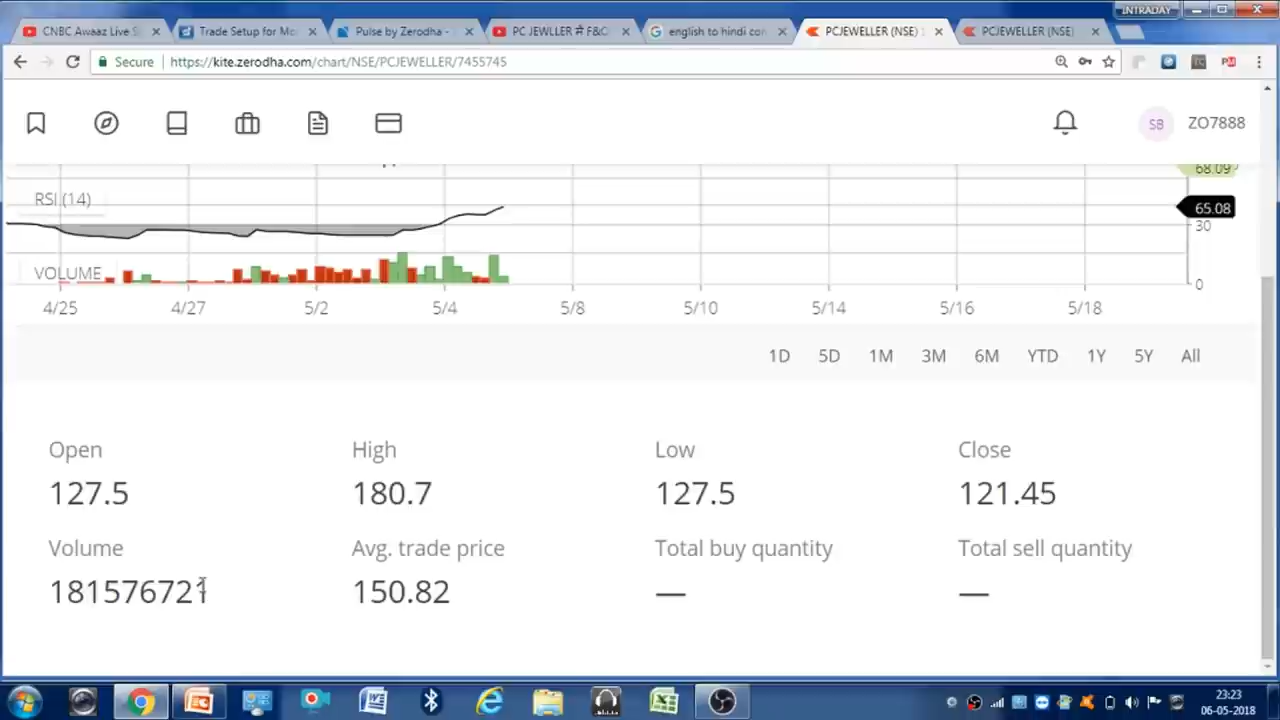 INTRADAY
CNBC Awaaz Live S
Trade Setup for Mo
Pulse by Zerodha -
PC JEWLLER में F&O
english to hindi con
PCJEWELLER (NSE)
PCJEWELLER (NSE)
Secure
https://kite.zerodha.com/chart/NSE/PCJEWELLER/7455745
SB
ZO7888
68.09
RSI (14)
65.08
30
VOLUME
0
4/25 4/27 5/2 5/4 5/8 5/10 5/14 5/16 5/18
1D 5D 1M 3M 6M YTD 1Y 5Y All
Open High Low Close
127.5 180.7 127.5 121.45
Volume Avg. trade price Total buy quantity Total sell quantity
181576721 150.82 — —
23:23
06-05-2018